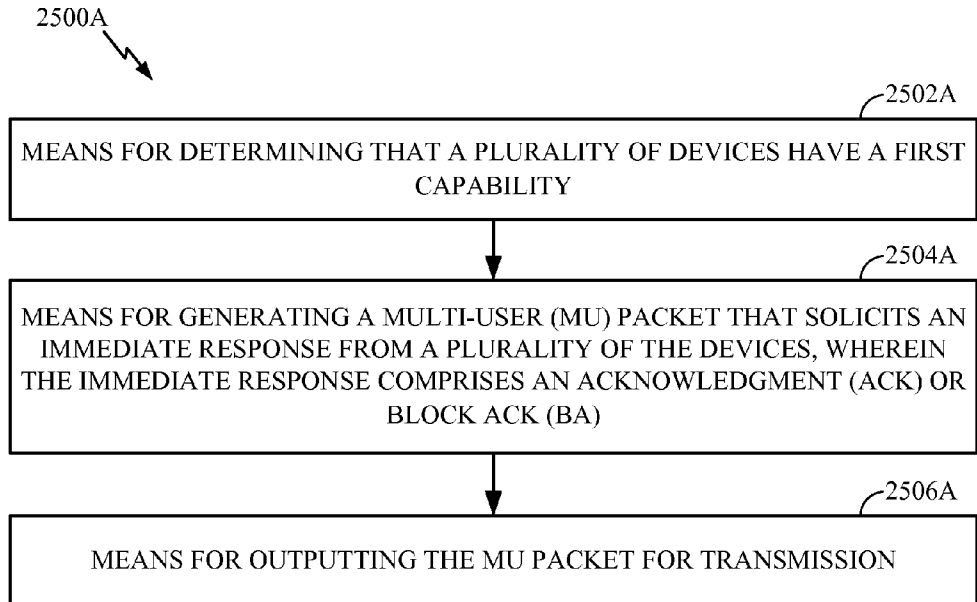 2500A
2502A
MEANS FOR DETERMINING THAT A PLURALITY OF DEVICES HAVE A FIRST
CAPABILITY
2504A
MEANS FOR GENERATING A MULTI-USER (MU) PACKET THAT SOLICITS AN
IMMEDIATE RESPONSE FROM A PLURALITY OF THE DEVICES, WHEREIN
THE IMMEDIATE RESPONSE COMPRISES AN ACKNOWLEDGMENT (ACK) OR
BLOCK ACK (BA)
2506A
MEANS FOR OUTPUTTING THE MU PACKET FOR TRANSMISSION